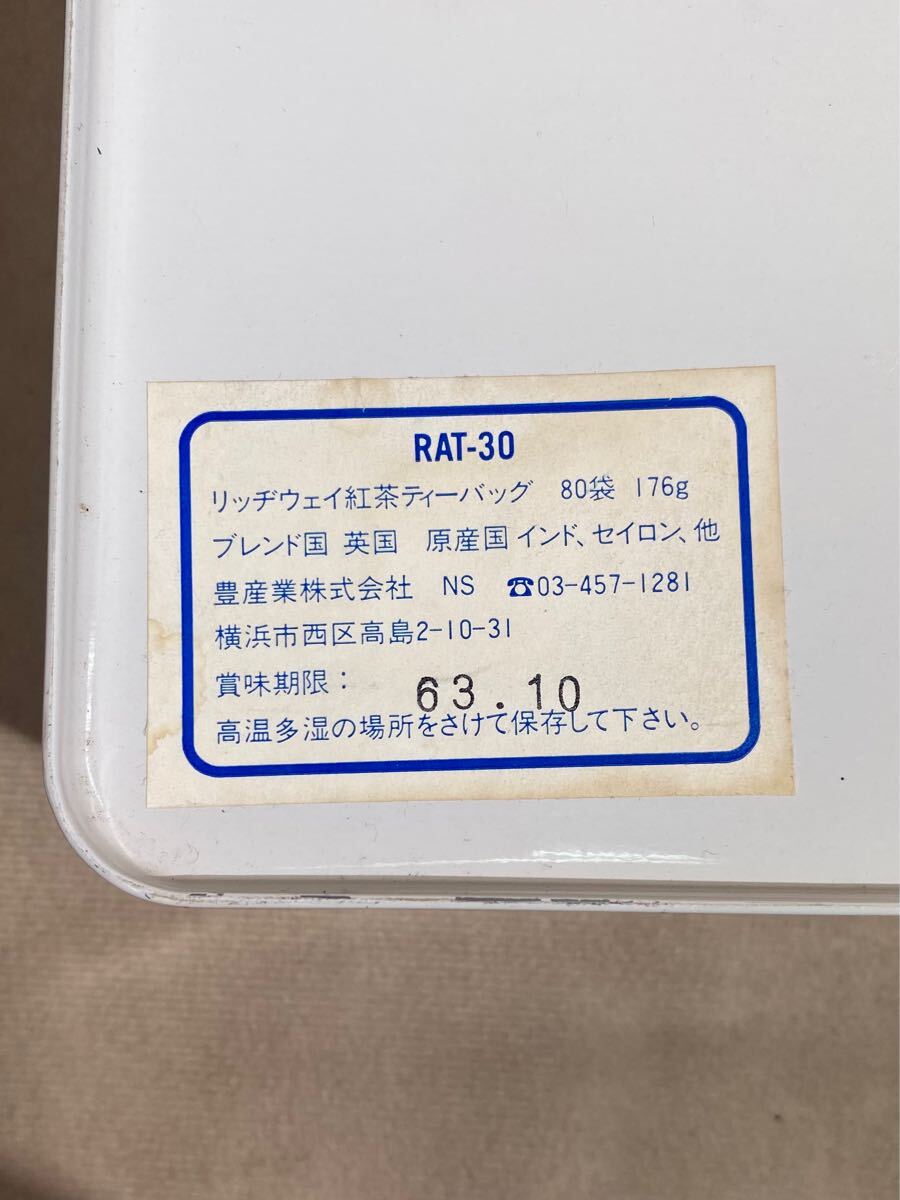 RAT-30
リッヂウェイ紅茶ティーバッグ 80袋 176g
ブレンド国 英国 原産国 インド、セイロン、他
豊産業株式会社 NS ☎03-457-1281
横浜市西区高島2-10-31
賞味期限: 63.10
高温多湿の場所をさけて保存して下さい。